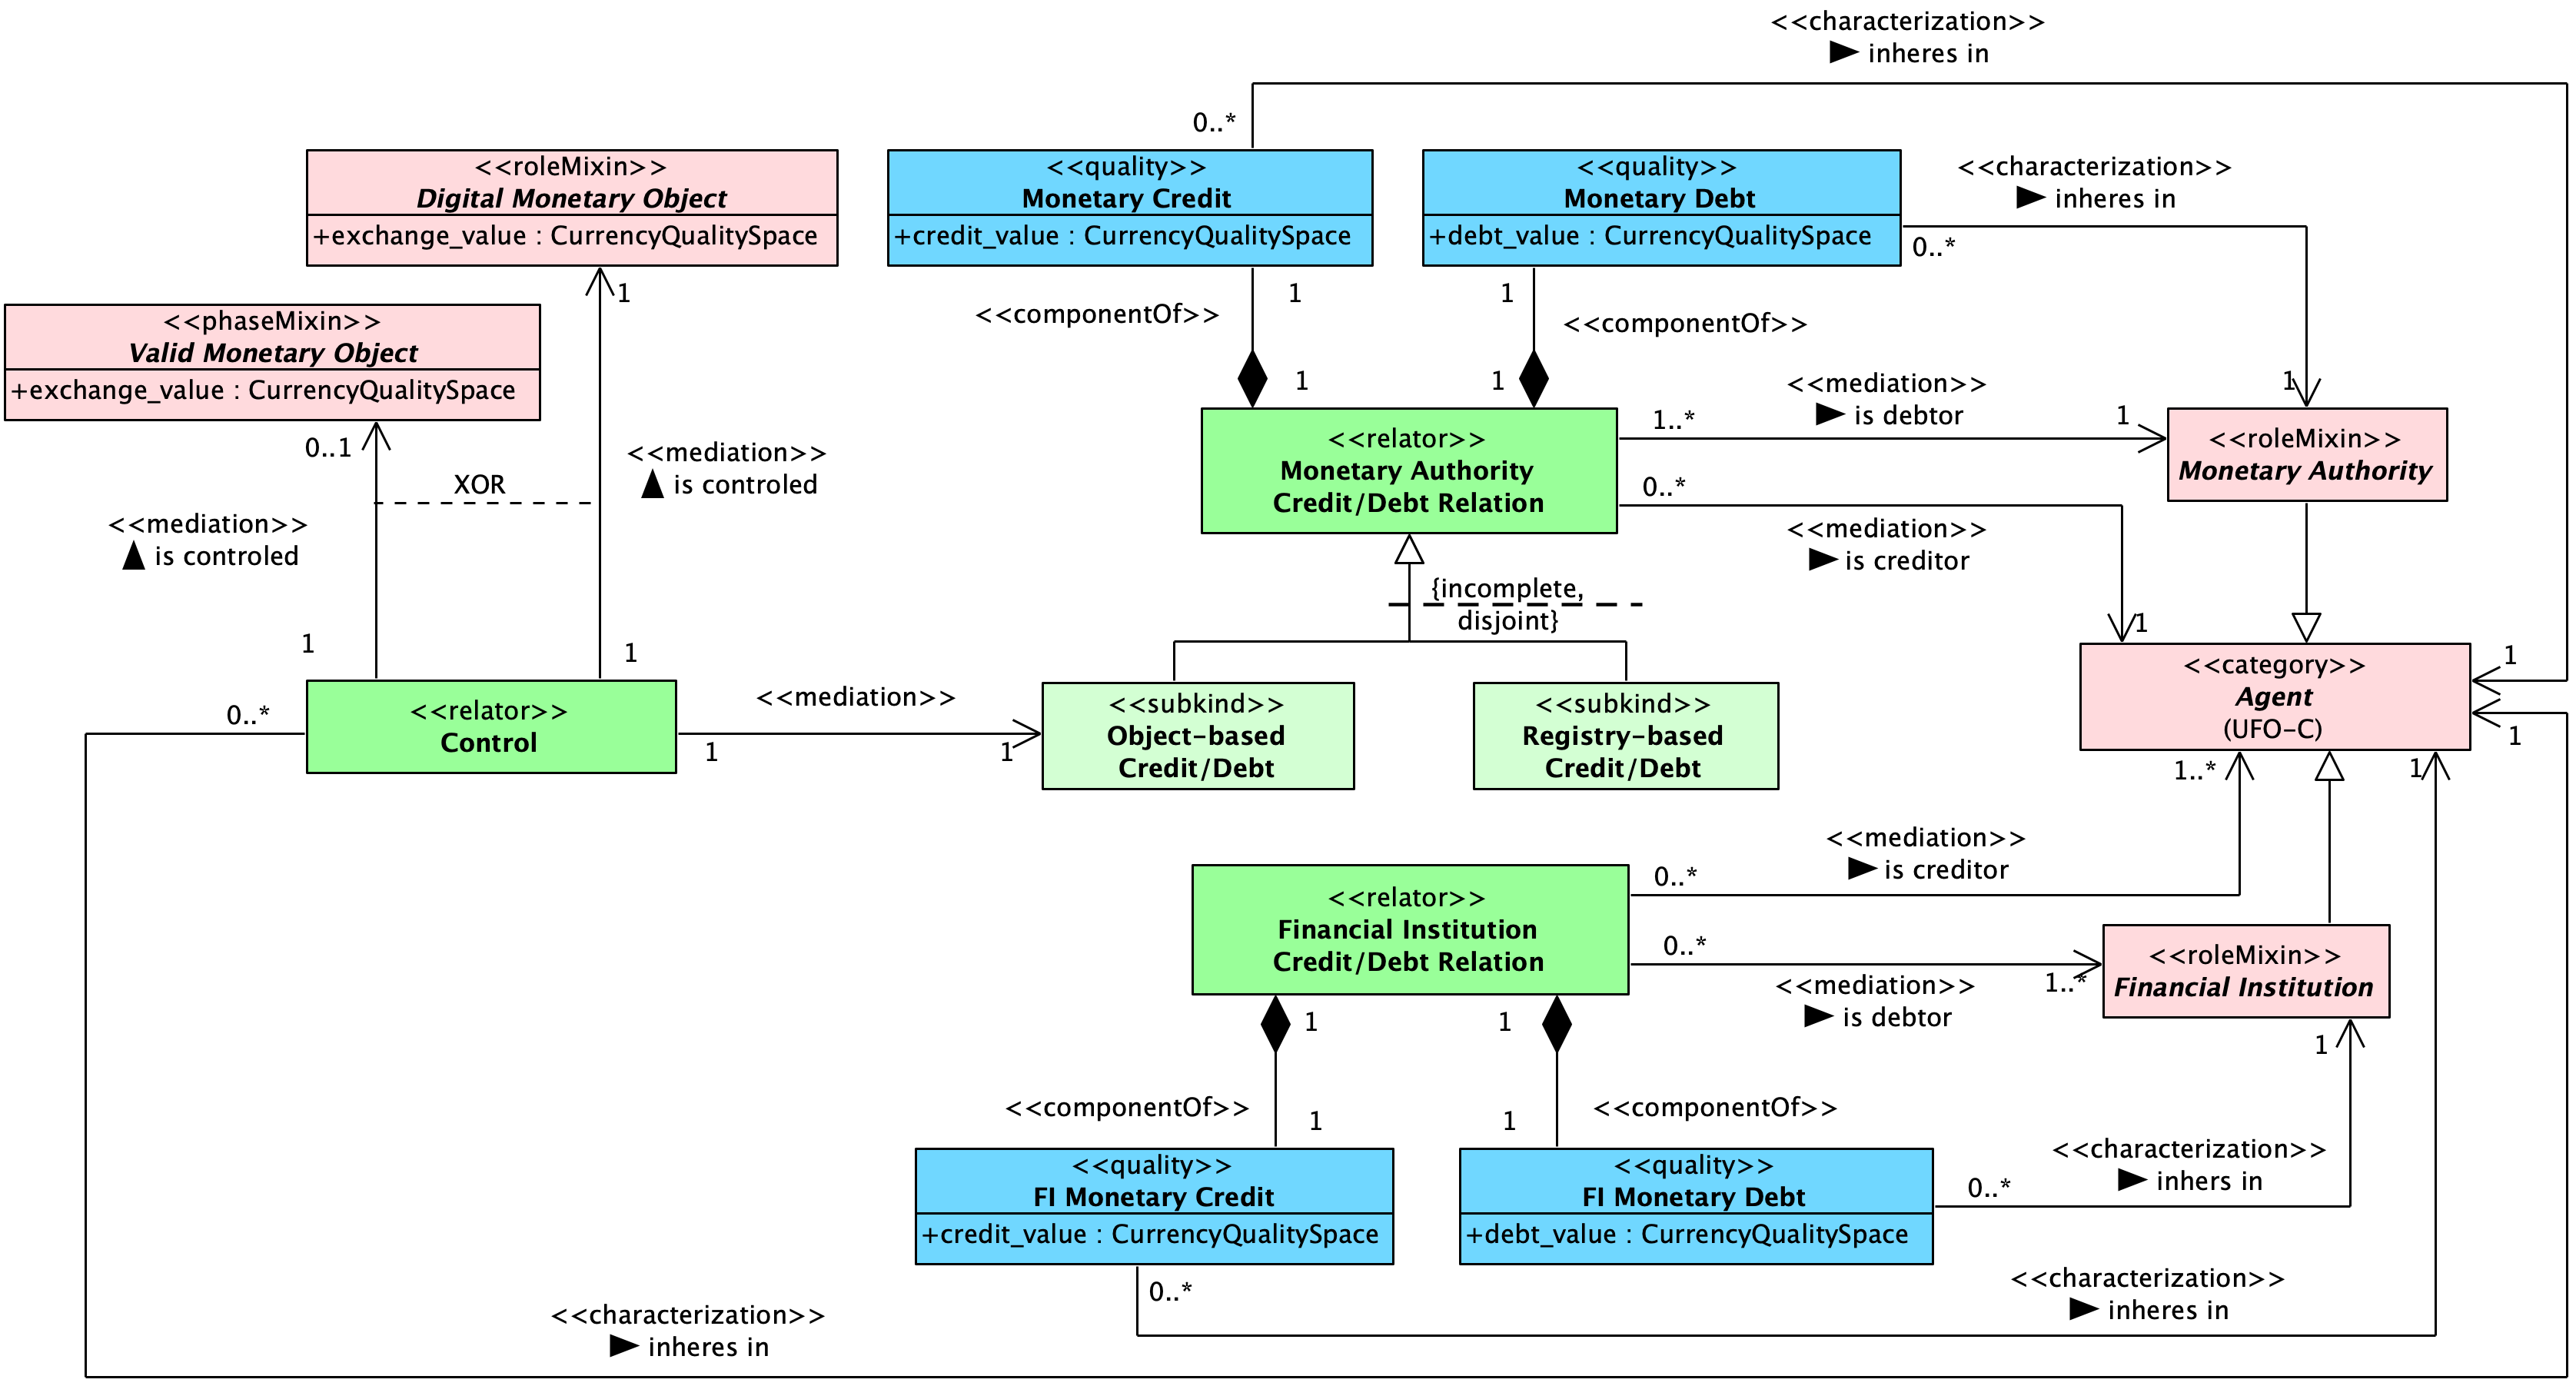 <<characterization>>
inheres in
0..*
<<roleMixin>>
Digital Monetary Object
+exchange_value : CurrencyQualitySpace
<<quality>>
Monetary Credit
+credit_value : CurrencyQualitySpace
<<quality>>
Monetary Debt
+debt_value : CurrencyQualitySpace
<<characterization>>
inheres in
0..*
1
<<phaseMixin>>
Valid Monetary Object
+exchange_value : CurrencyQualitySpace
1
<<componentOf>>
1
1
<<componentOf>>
1
1
0..1
XOR
<<mediation>>
is controled
<<mediation>>
is controled
1
1
<<relator>>
Monetary Authority
Credit/Debt Relation
1..*
<<mediation>>
is debtor
1
0..*
<<mediation>>
is creditor
1
<<roleMixin>>
Monetary Authority
{incomplete,
disjoint}
<<category>>
Agent
(UFO-C)
1
1
0..*
<<relator>>
Control
<<mediation>>
1
1
<<subkind>>
Object-based
Credit/Debt
<<subkind>>
Registry-based
Credit/Debt
1..*
1
<<mediation>>
is creditor
0..*
<<relator>>
Financial Institution
Credit/Debt Relation
0..*
<<mediation>>
is debtor
1..*
<<roleMixin>>
Financial Institution
1
1
1
<<componentOf>>
1
<<componentOf>>
1
<<quality>>
FI Monetary Credit
+credit_value : CurrencyQualitySpace
<<quality>>
FI Monetary Debt
+debt_value : CurrencyQualitySpace
<<characterization>>
inhers in
0..*
0..*
<<characterization>>
inheres in
<<characterization>>
inheres in